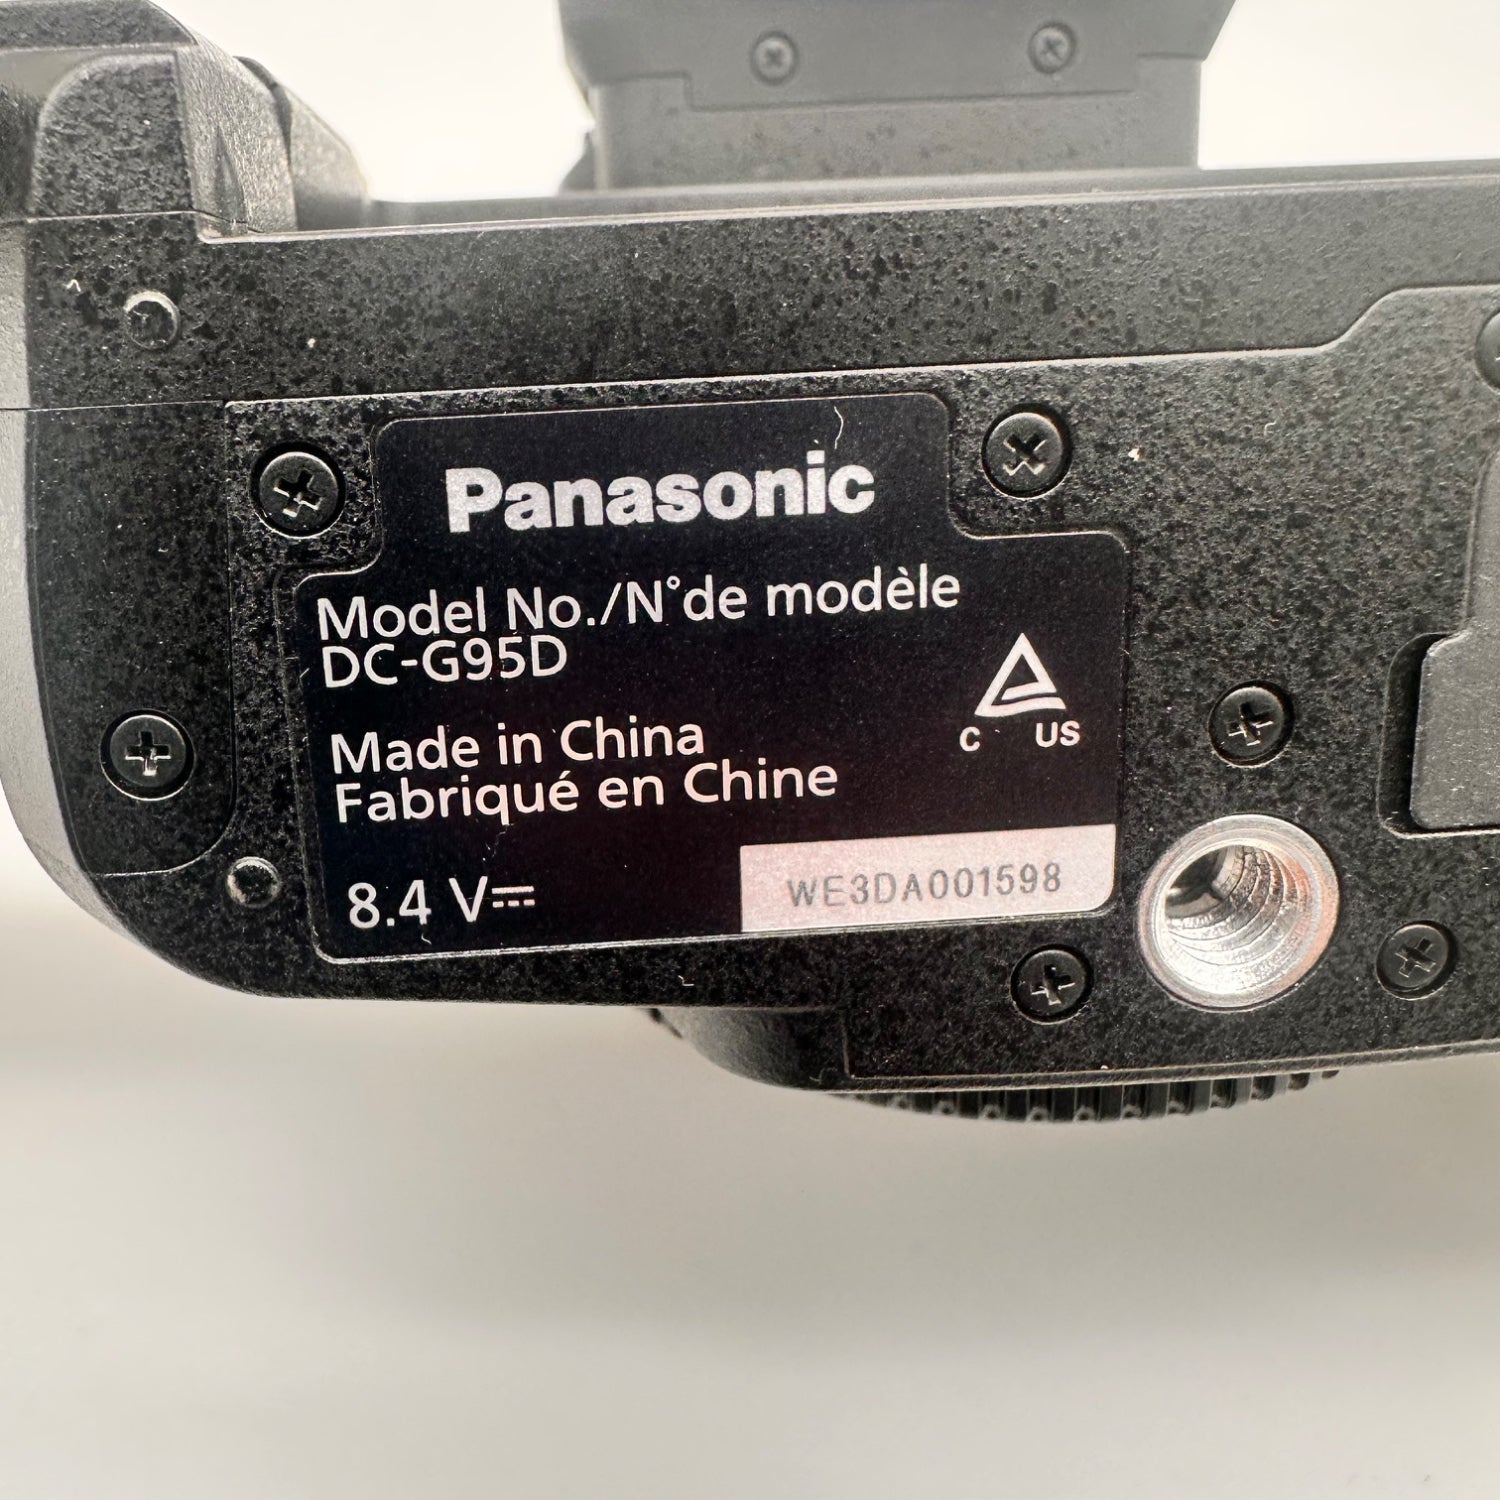 Panasonic
Model No./N°de modèle
DC-G95D
Made in China
Fabriqué en Chine
C US
8.4 V⎓
WE3DA001598